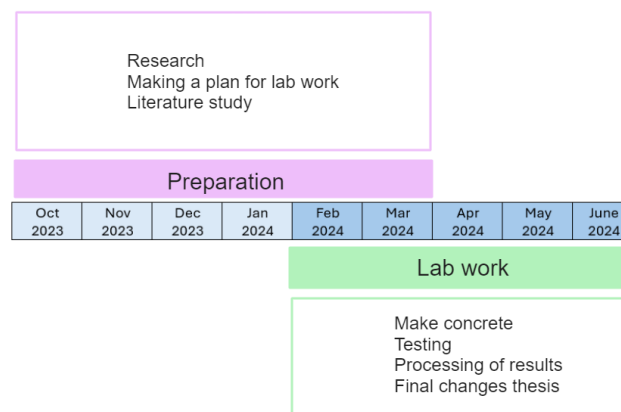 Research
Making a plan for lab work
Literature study
Preparation
Oct Nov Dec Jan Feb Mar Apr May June
2023 2023 2023 2024 2024 2024 2024 2024 2024
Lab work
Make concrete
Testing
Processing of results
Final changes thesis